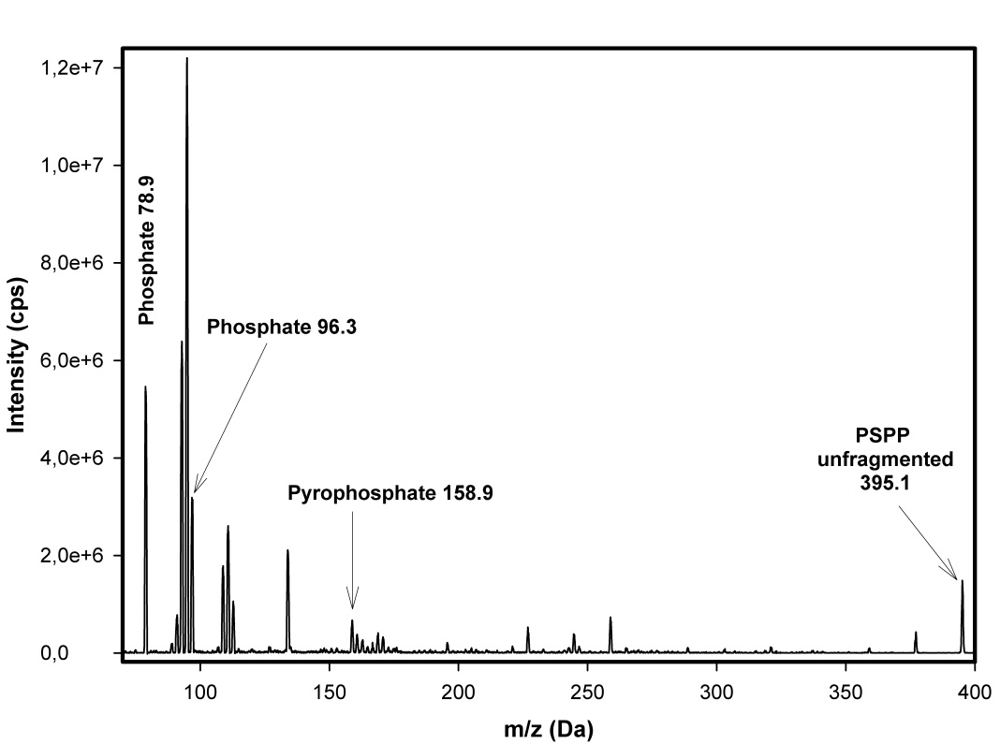 1,2e+7
1,0e+7
8,0e+6
6,0e+6
4,0e+6
2,0e+6
0,0
Intensity (cps)
Phosphate 78.9
Phosphate 96.3
Pyrophosphate 158.9
PSPP
unfragmented
395.1
100 150 200 250 300 350 400
m/z (Da)